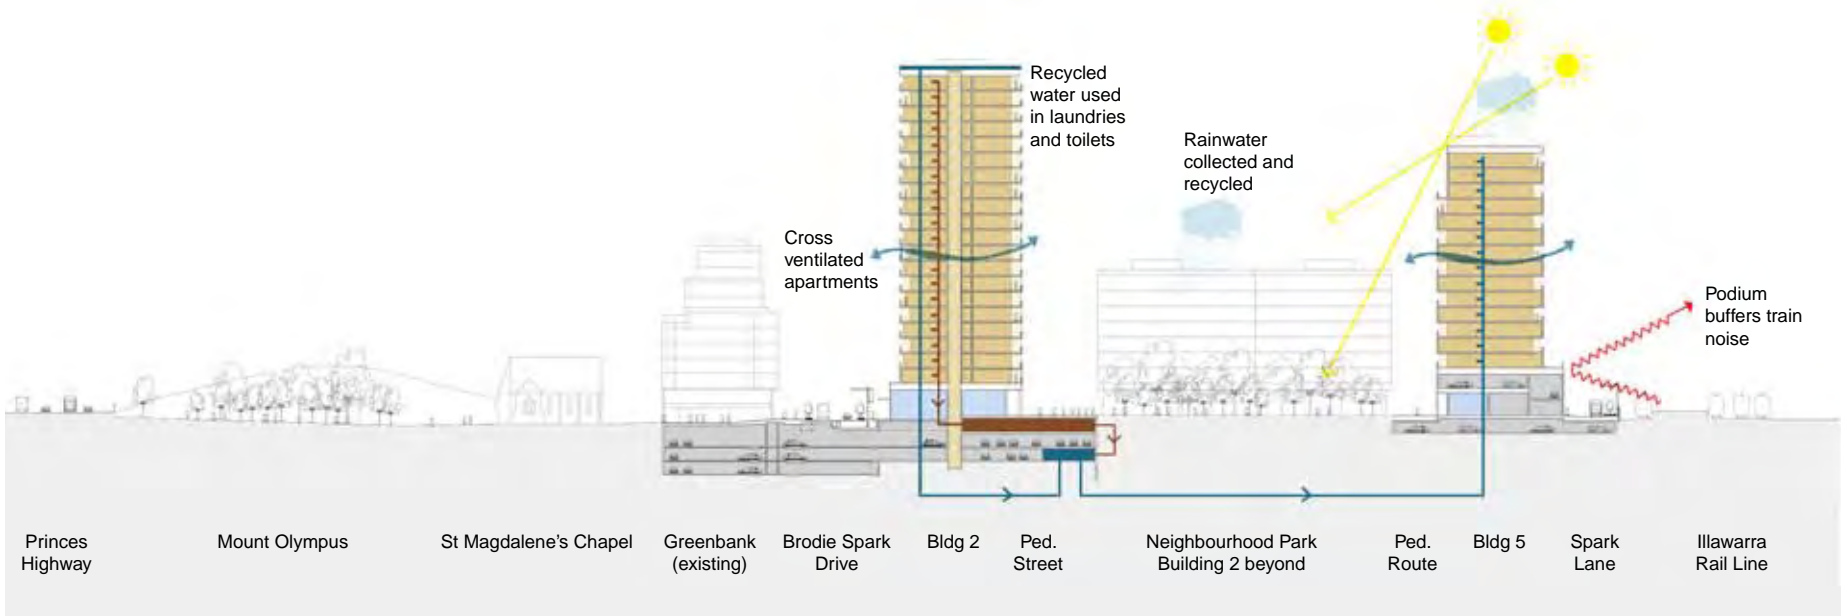 Recycled
water used
in laundries
and toilets
Rainwater
collected and
recycled
Cross
ventilated
apartments
Podium
buffers train
noise
Princes
Highway
Mount Olympus
St Magdalene's Chapel
Greenbank
(existing)
Brodie Spark
Drive
Bldg 2
Ped.
Street
Neighbourhood Park
Building 2 beyond
Ped.
Route
Bldg 5
Spark
Lane
Illawarra
Rail Line